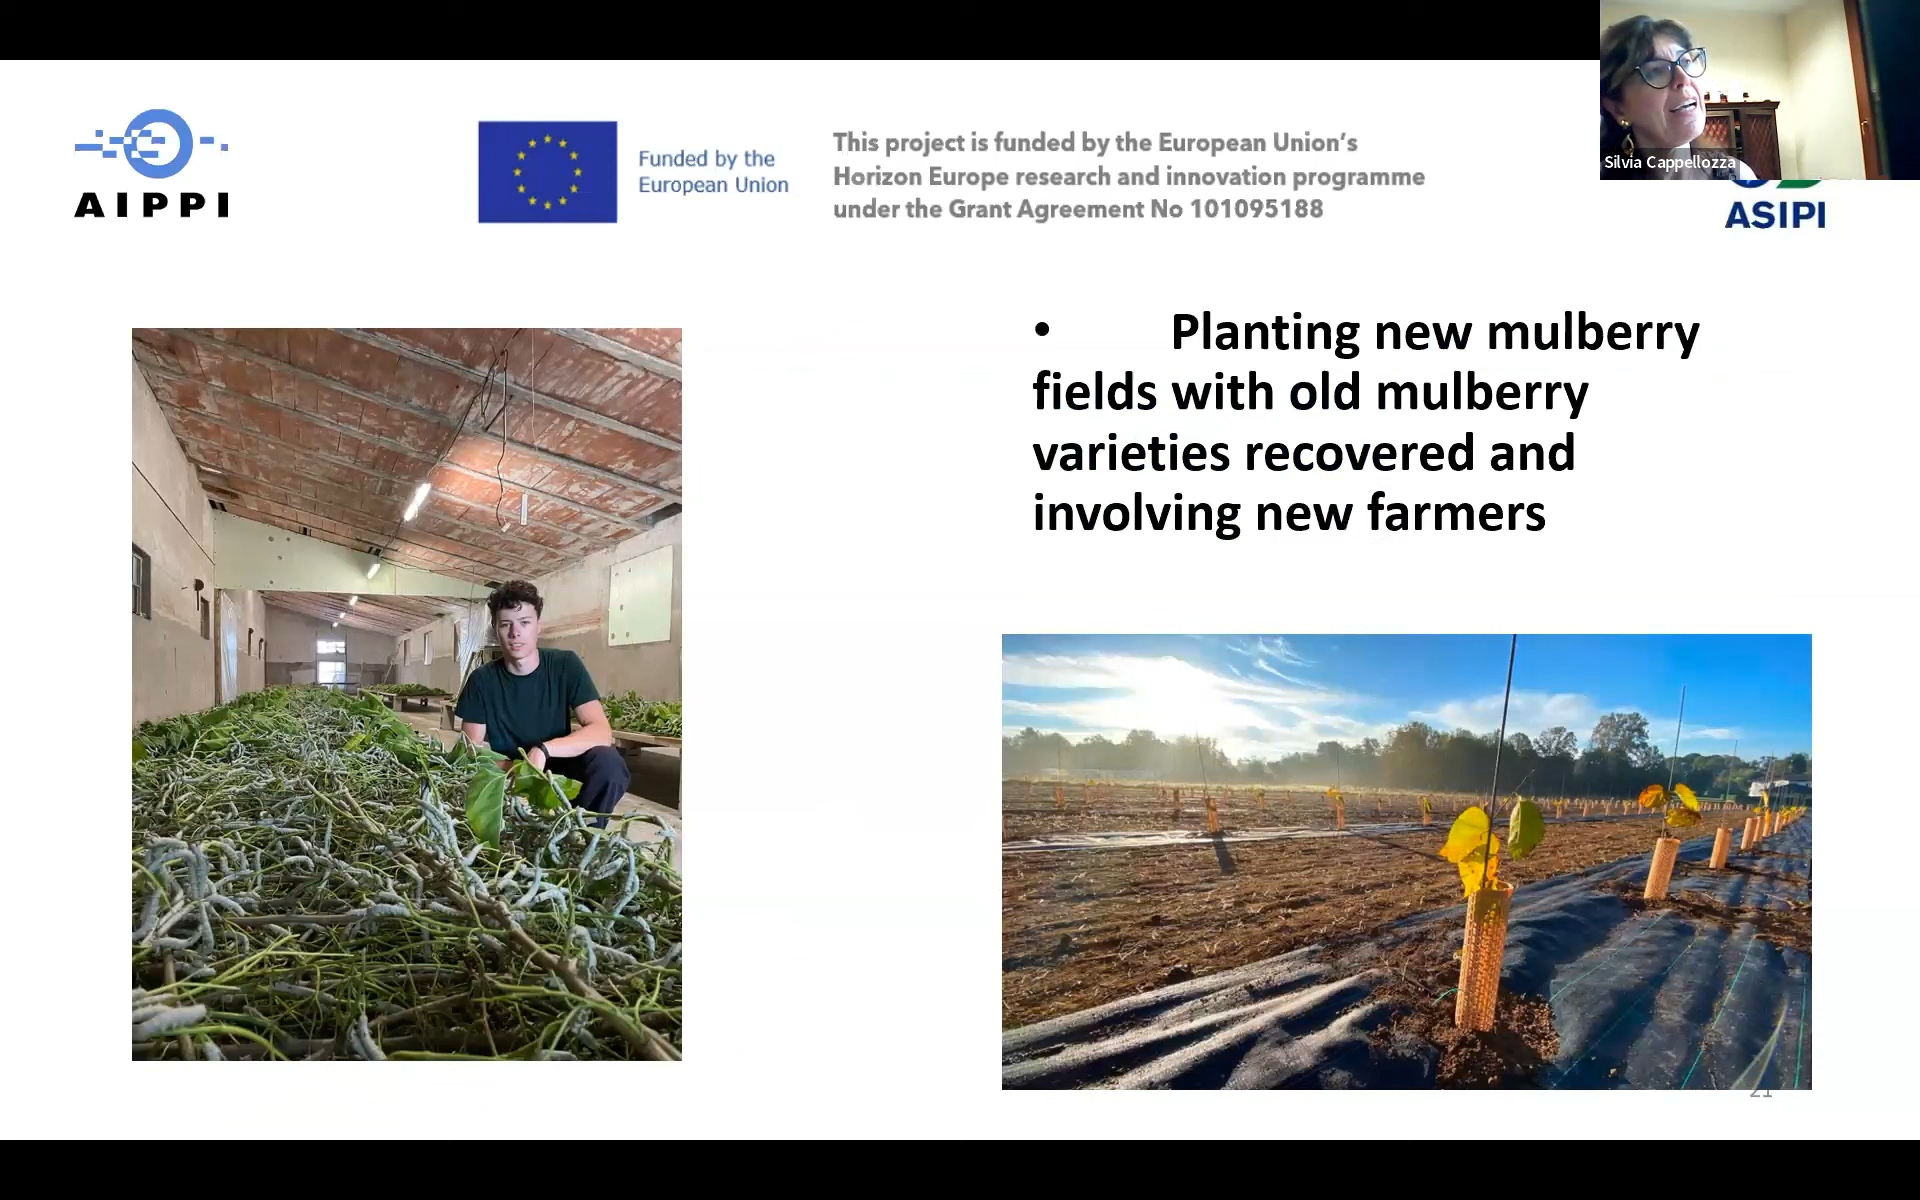 AIPPI
Funded by the
European Union
This project is funded by the European Union’s
Horizon Europe research and innovation programme
under the Grant Agreement No 101095188
Silvia Cappellozza
ASIPI
• Planting new mulberry
fields with old mulberry
varieties recovered and
involving new farmers
21